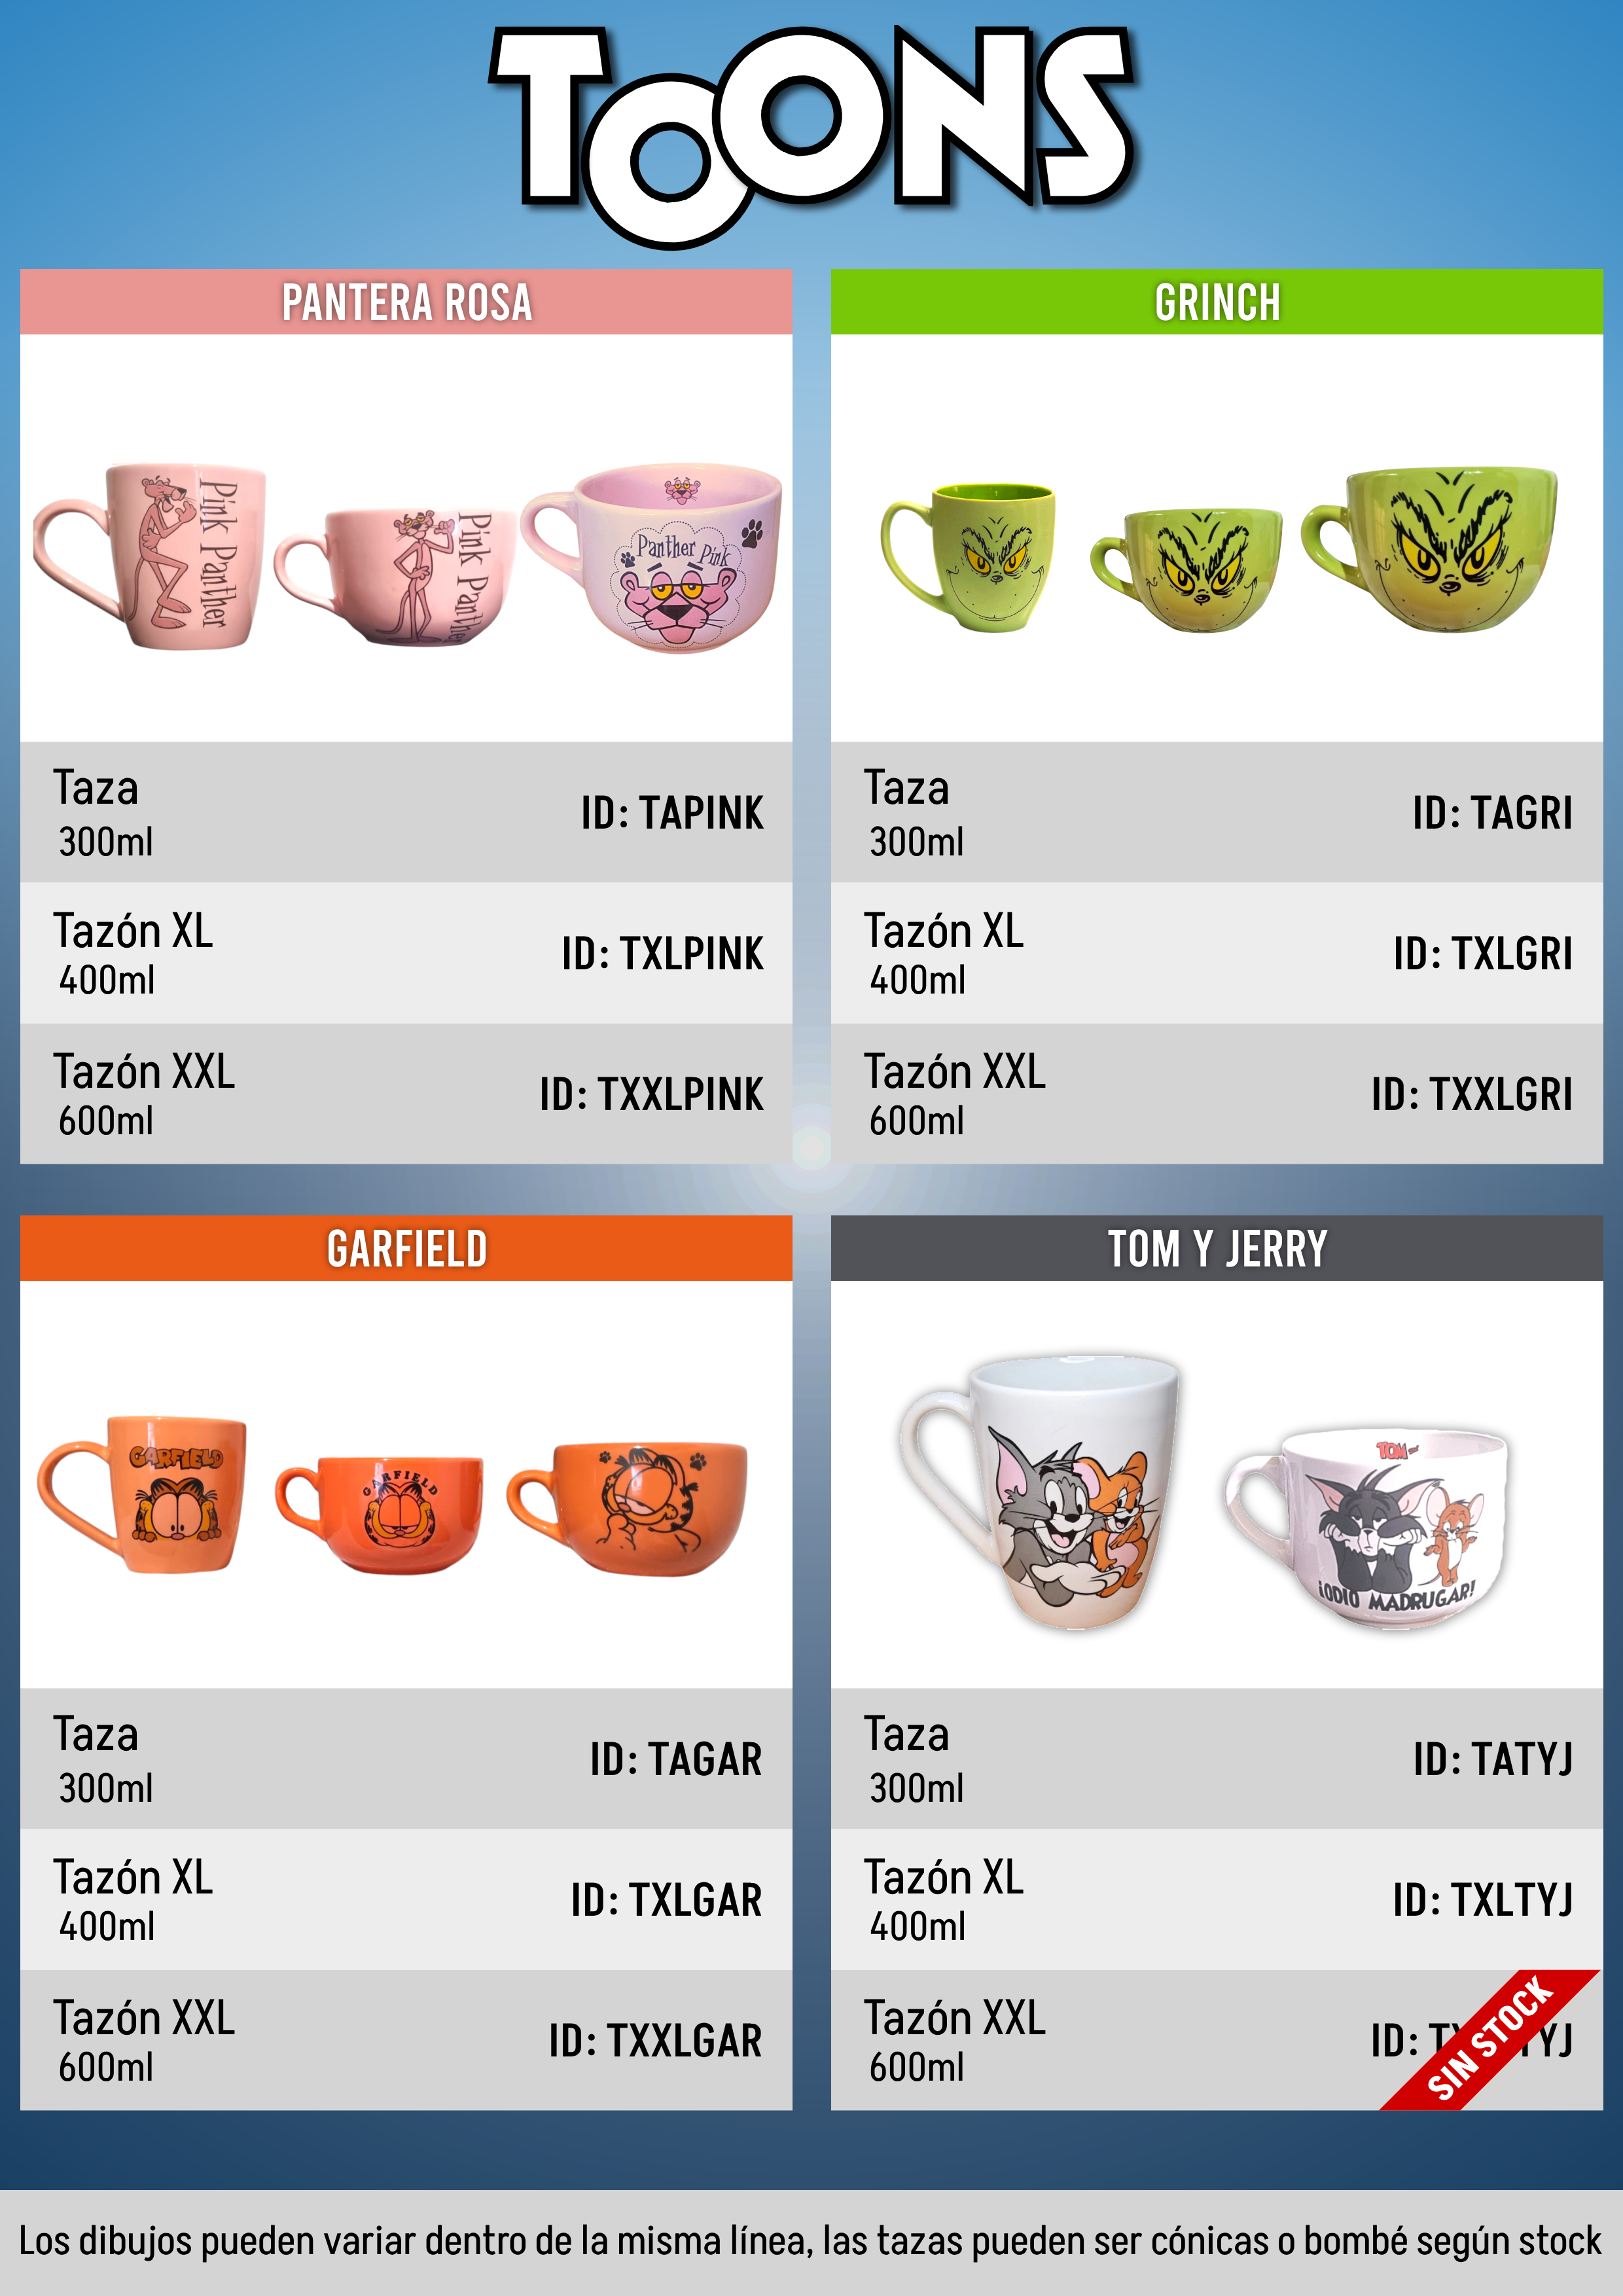 TOONS
PANTERA ROSA
Pink Panther
Pink Panther
Panther Pink
Taza
300ml
ID: TAPINK
Tazón XL
400ml
ID: TXLPINK
Tazón XXL
600ml
ID: TXXLPINK
GRINCH
Taza
300ml
ID: TAGRI
Tazón XL
400ml
ID: TXLGRI
Tazón XXL
600ml
ID: TXXLGRI
GARFIELD
GARFIELD
GARFIELD
Taza
300ml
ID: TAGAR
Tazón XL
400ml
ID: TXLGAR
Tazón XXL
600ml
ID: TXXLGAR
TOM Y JERRY
TOM
¡ODIO MADRUGAR!
Taza
300ml
ID: TATYJ
Tazón XL
400ml
ID: TXLTYJ
Tazón XXL
600ml
ID:
SIN STOCK
Los dibujos pueden variar dentro de la misma línea, las tazas pueden ser cónicas o bombé según stock